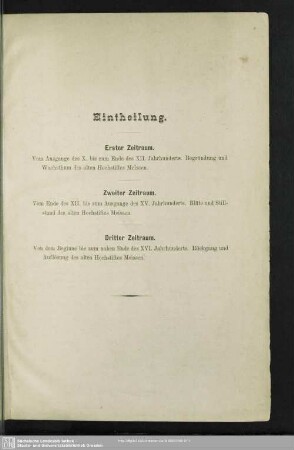 Eintheilung.
Erster Zeitraum.
Vom Ausgange des X. bis zum Ende des XII. Jahrhunderts. Begründung und
Wachsthum des alten Hochstiftes Meissen.
Zweiter Zeitraum.
Vom Ende des XII. bis zum Ausgange des XV. Jahrhunderts. Blüte und Still-
stand des alten Hochstiftes Meissen.
Dritter Zeitraum.
Von dem Beginne bis zum nahen Ende des XVI. Jahrhunderts. Rückgang und
Auflösung des alten Hochstiftes Meissen.